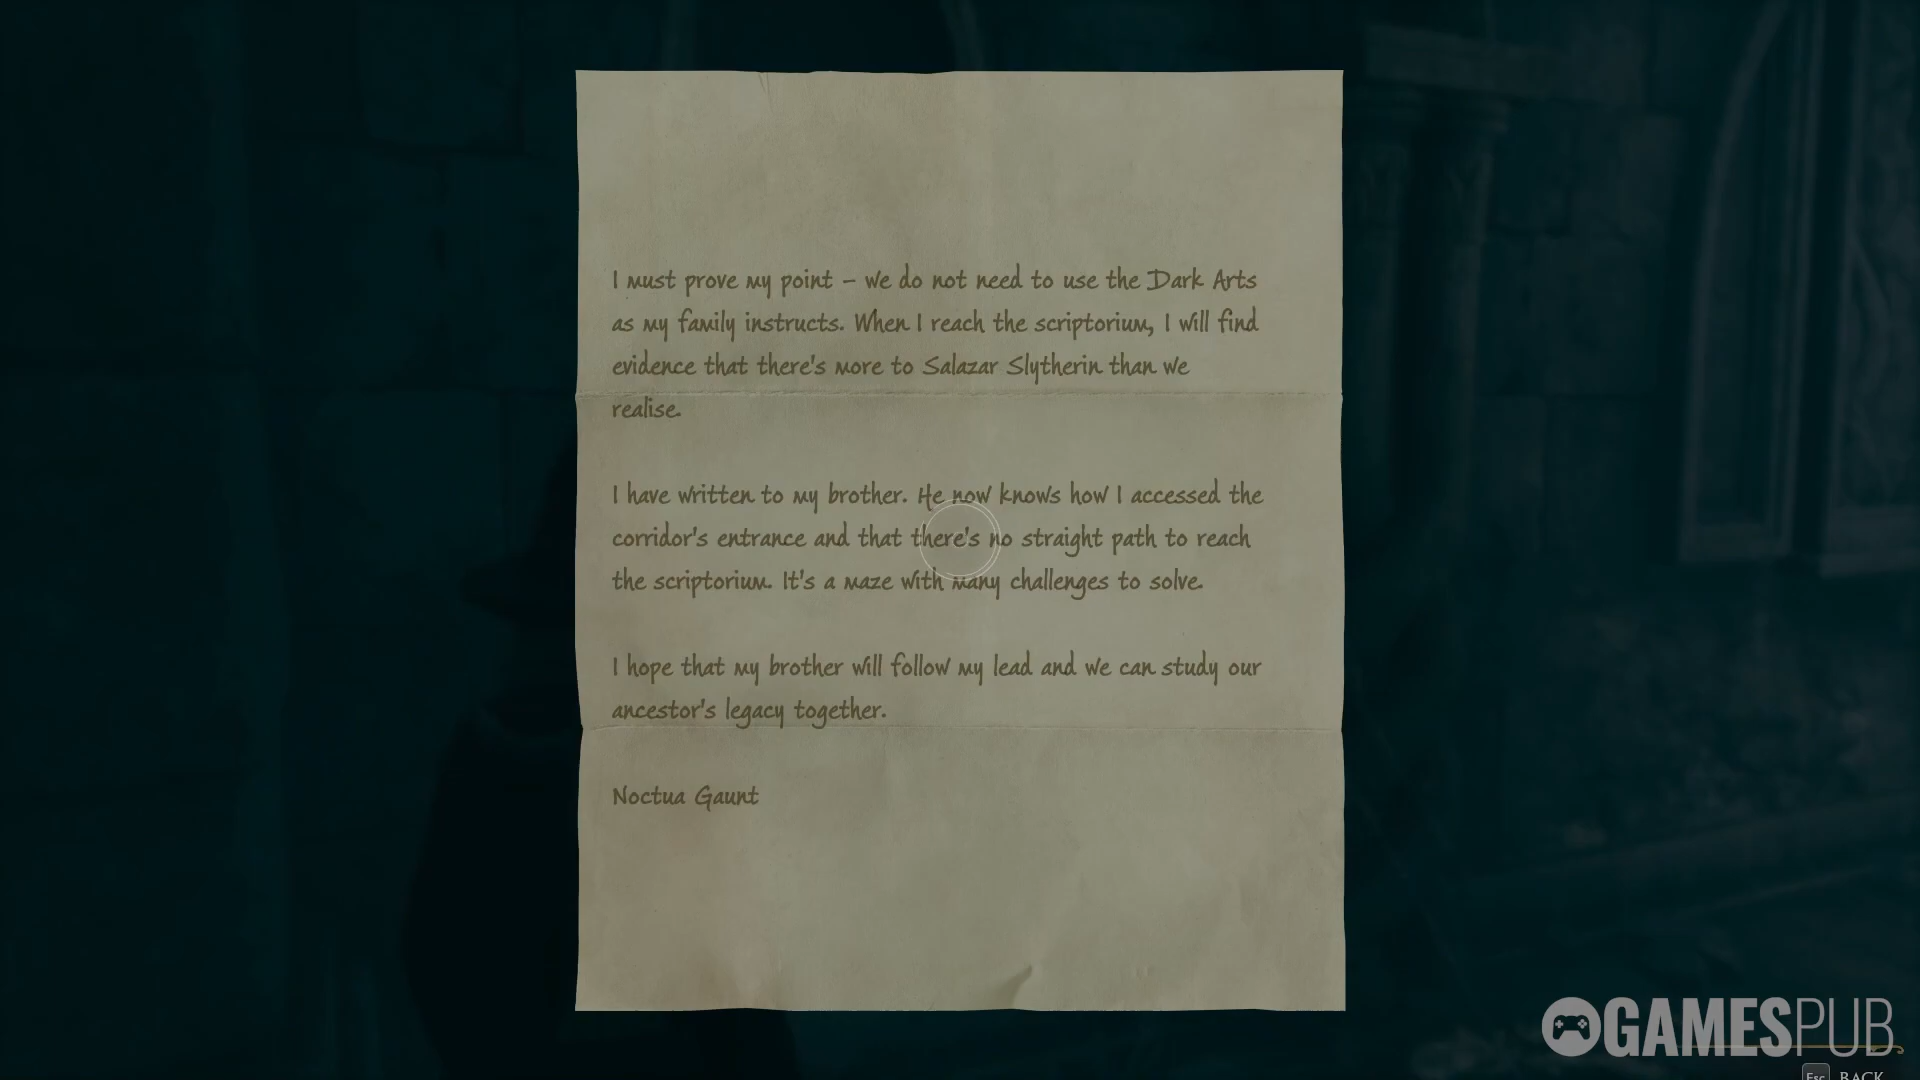 I must prove my point – we do not need to use the Dark Arts
as my family instructs. When I reach the scriptorium, I will find
evidence that there's more to Salazar Slytherin than we
realise.
I have written to my brother. He now knows how I accessed the
corridor's entrance and that there's no straight path to reach
the scriptorium. It's a maze with many challenges to solve.
I hope that my brother will follow my lead and we can study our
ancestor's legacy together.
Noctua Gaunt
GAMESPUB
Esc BACK